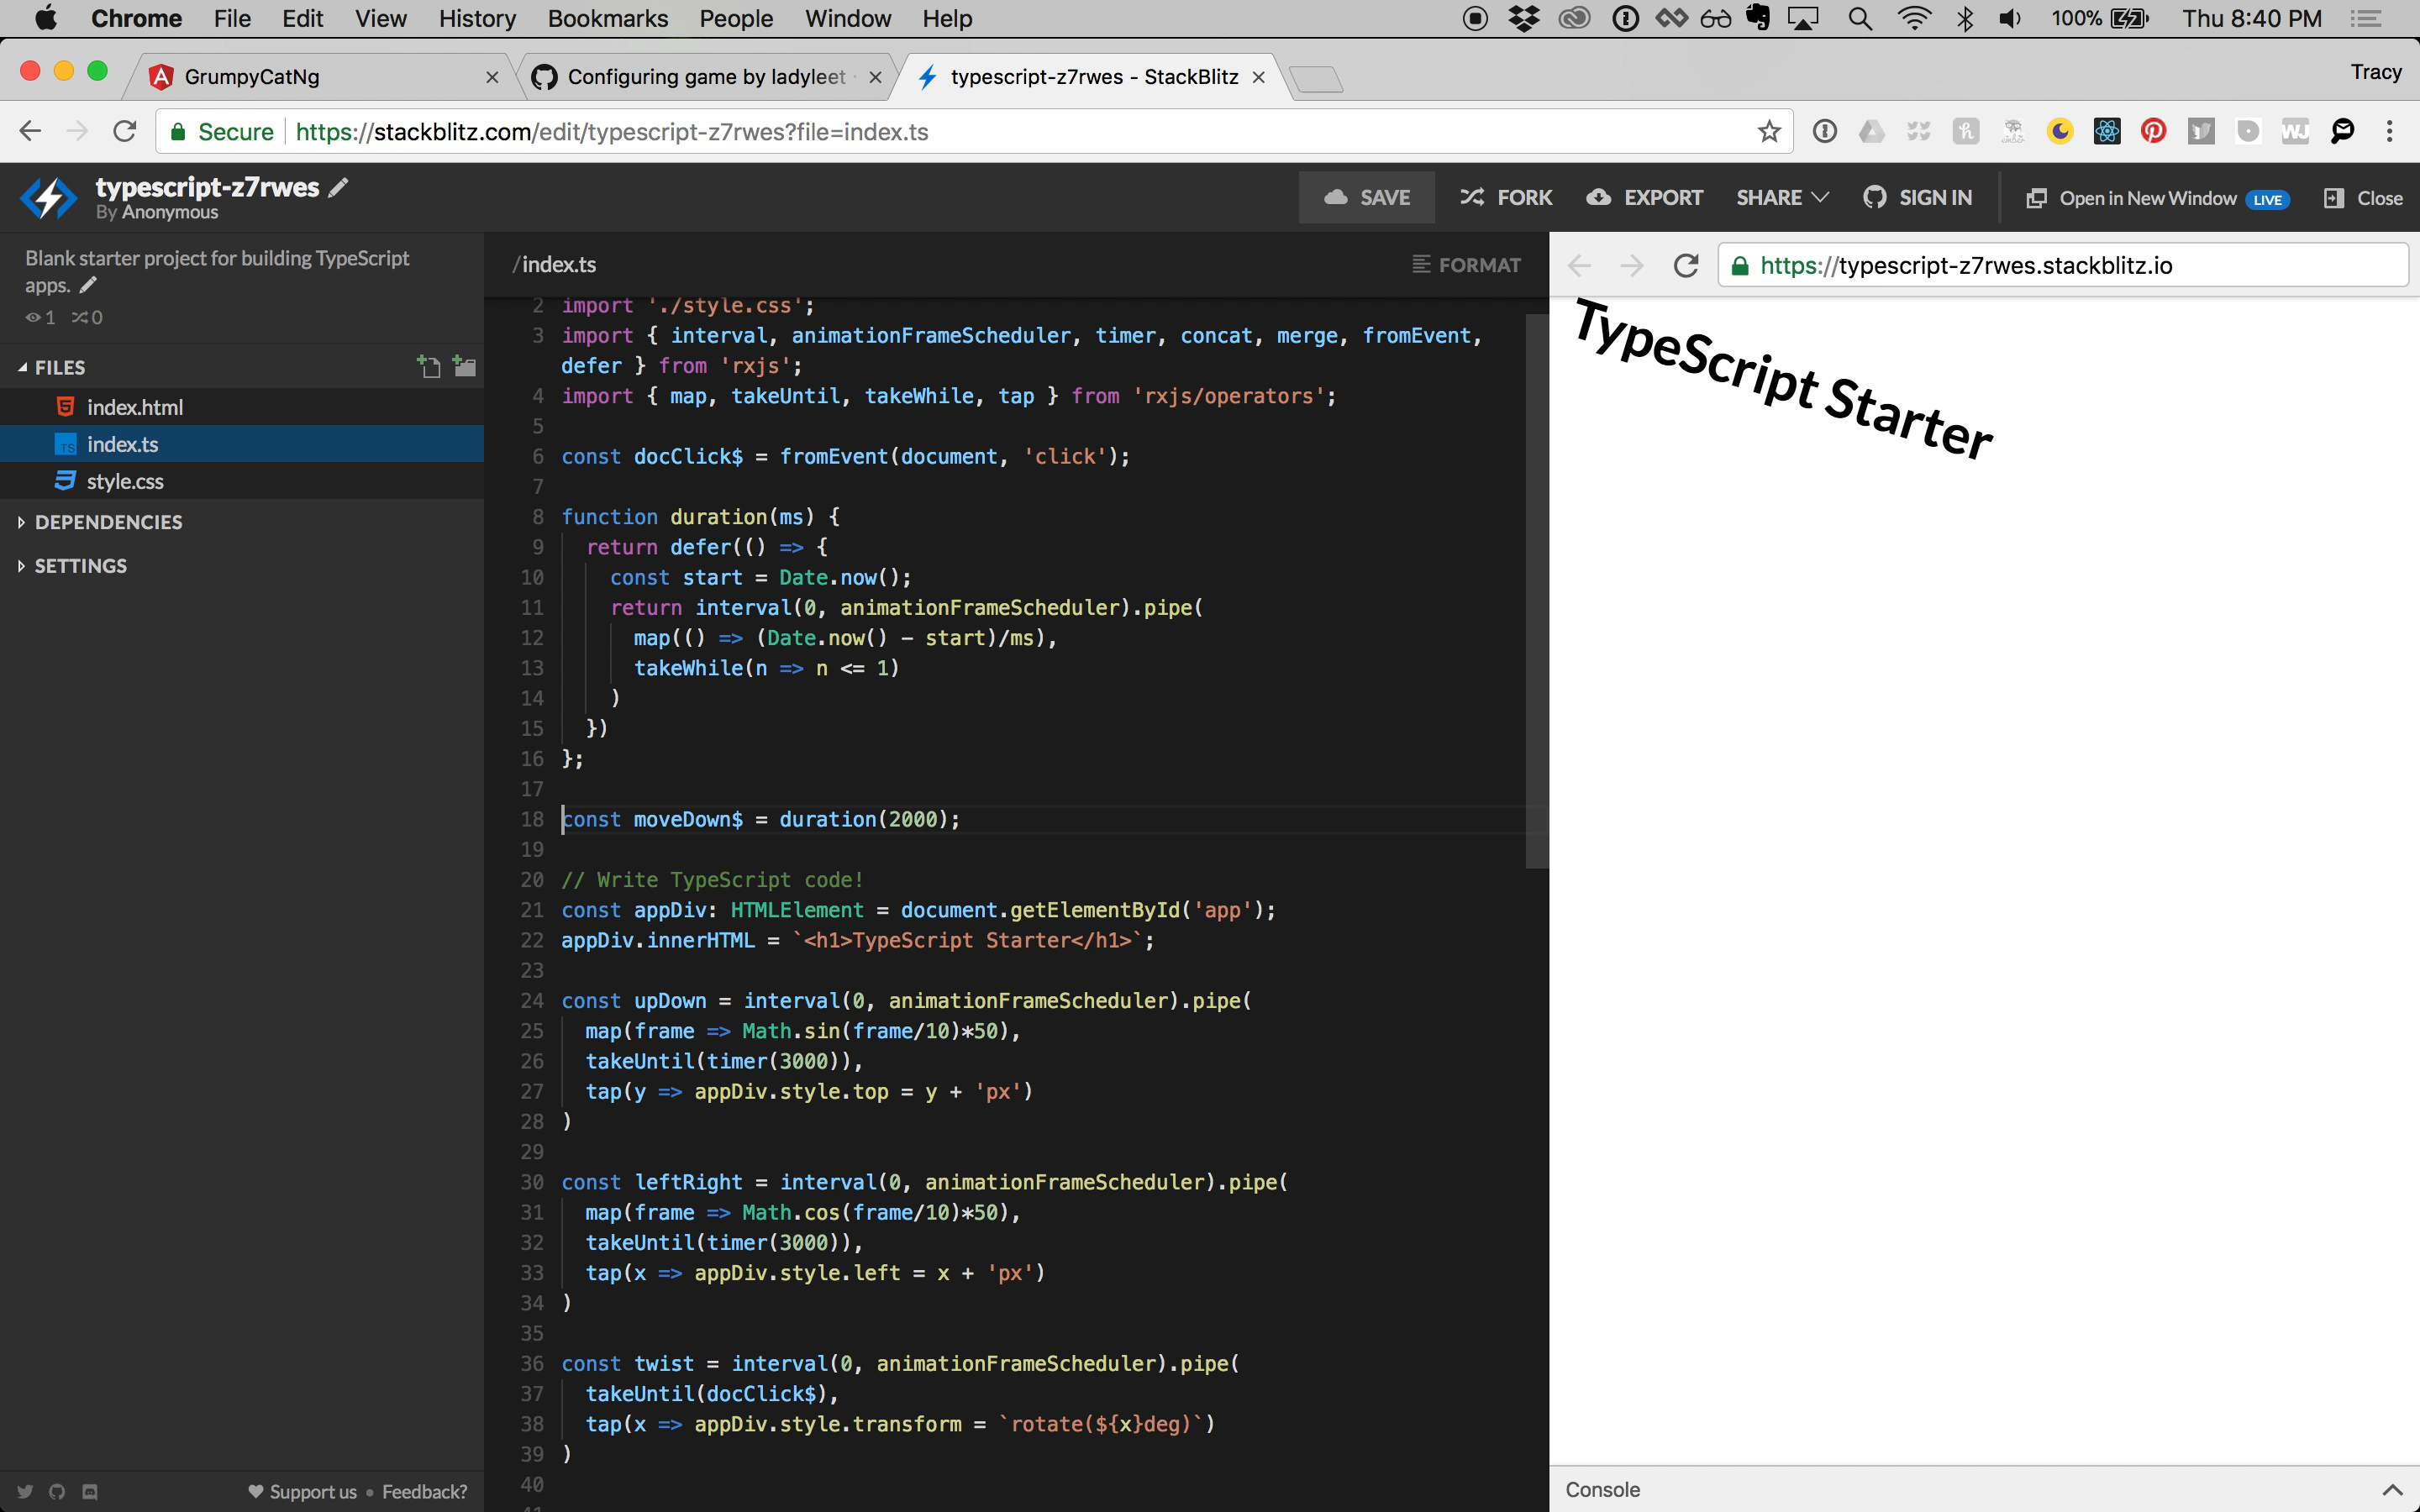 Chrome File Edit View History Bookmarks People Window Help 100% Thu 8:40 PM
GrumpyCatNg
Configuring game by ladyleet
typescript-z7rwes - StackBlitz
Tracy
Secure https://stackblitz.com/edit/typescript-z7rwes?file=index.ts
typescript-z7rwes
By Anonymous
SAVE FORK EXPORT SHARE SIGN IN Open in New Window LIVE Close
Blank starter project for building TypeScript
apps.
1 0
FILES
index.html
index.ts
style.css
DEPENDENCIES
SETTINGS
Support us • Feedback?
/index.ts
FORMAT
2 import './style.css';
3 import { interval, animationFrameScheduler, timer, concat, merge, fromEvent,
defer } from 'rxjs';
4 import { map, takeUntil, takeWhile, tap } from 'rxjs/operators';
5
6 const docClick$ = fromEvent(document, 'click');
7
8 function duration(ms) {
9 return defer(() => {
10 const start = Date.now();
11 return interval(0, animationFrameScheduler).pipe(
12 map(() => (Date.now() - start)/ms),
13 takeWhile(n => n <= 1)
14 )
15 })
16 };
17
18 const moveDown$ = duration(2000);
19
20 // Write TypeScript code!
21 const appDiv: HTMLElement = document.getElementById('app');
22 appDiv.innerHTML = `<h1>TypeScript Starter</h1>`;
23
24 const upDown = interval(0, animationFrameScheduler).pipe(
25 map(frame => Math.sin(frame/10)*50),
26 takeUntil(timer(3000)),
27 tap(y => appDiv.style.top = y + 'px')
28 )
29
30 const leftRight = interval(0, animationFrameScheduler).pipe(
31 map(frame => Math.cos(frame/10)*50),
32 takeUntil(timer(3000)),
33 tap(x => appDiv.style.left = x + 'px')
34 )
35
36 const twist = interval(0, animationFrameScheduler).pipe(
37 takeUntil(docClick$),
38 tap(x => appDiv.style.transform = `rotate(${x}deg)`)
39 )
40
https://typescript-z7rwes.stackblitz.io
TypeScript Starter
Console